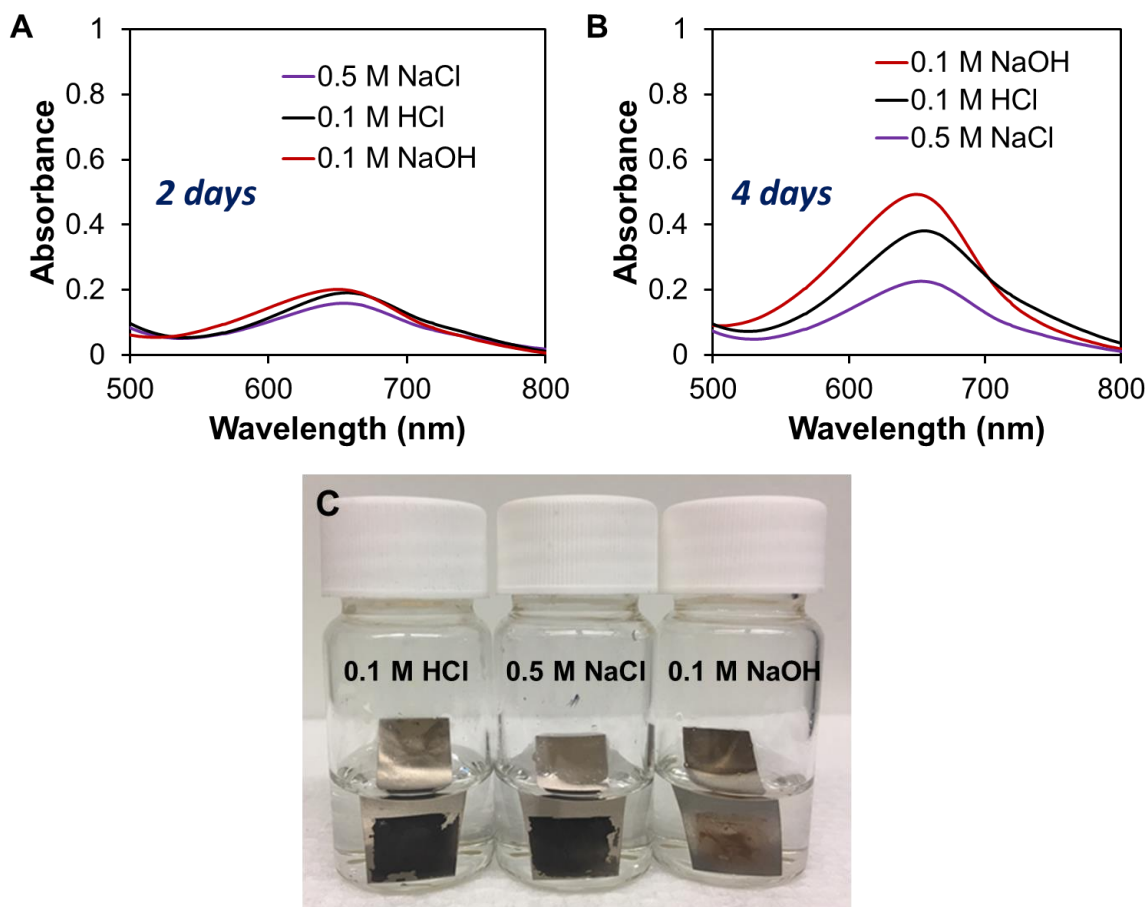 A
1
0.8
0.6
0.4
0.2
0
Absorbance
0.5 M NaCl
0.1 M HCl
0.1 M NaOH
2 days
500
600
700
800
Wavelength (nm)
B
1
0.8
0.6
0.4
0.2
0
Absorbance
0.1 M NaOH
0.1 M HCl
0.5 M NaCl
4 days
500
600
700
800
Wavelength (nm)
C
0.1 M HCl
0.5 M NaCl
0.1 M NaOH